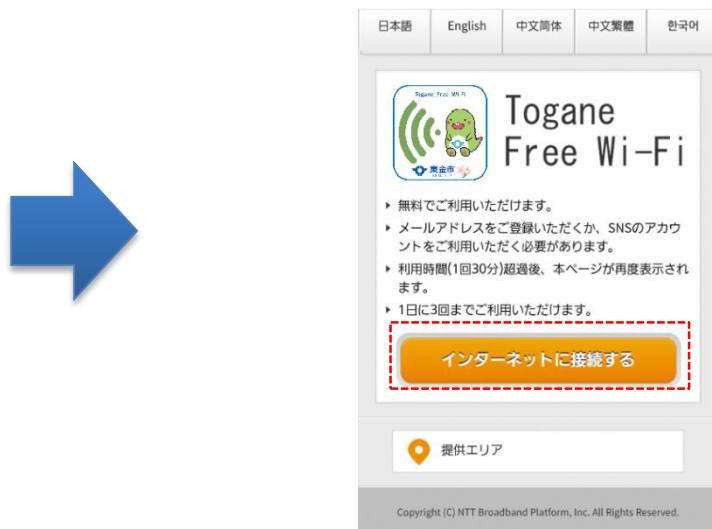 日本語 English 中文简体 中文繁體 한국어
Togane Free Wi-Fi
東金市
Togane
Free Wi-Fi
無料でご利用いただけます。
メールアドレスをご登録いただくか、SNSのアカウ
ントをご利用いただく必要があります。
利用時間(1回30分)超過後、本ページが再度表示され
ます。
1日に3回までご利用いただけます。
インターネットに接続する
提供エリア
Copyright (C) NTT Broadband Platform, Inc. All Rights Reserved.